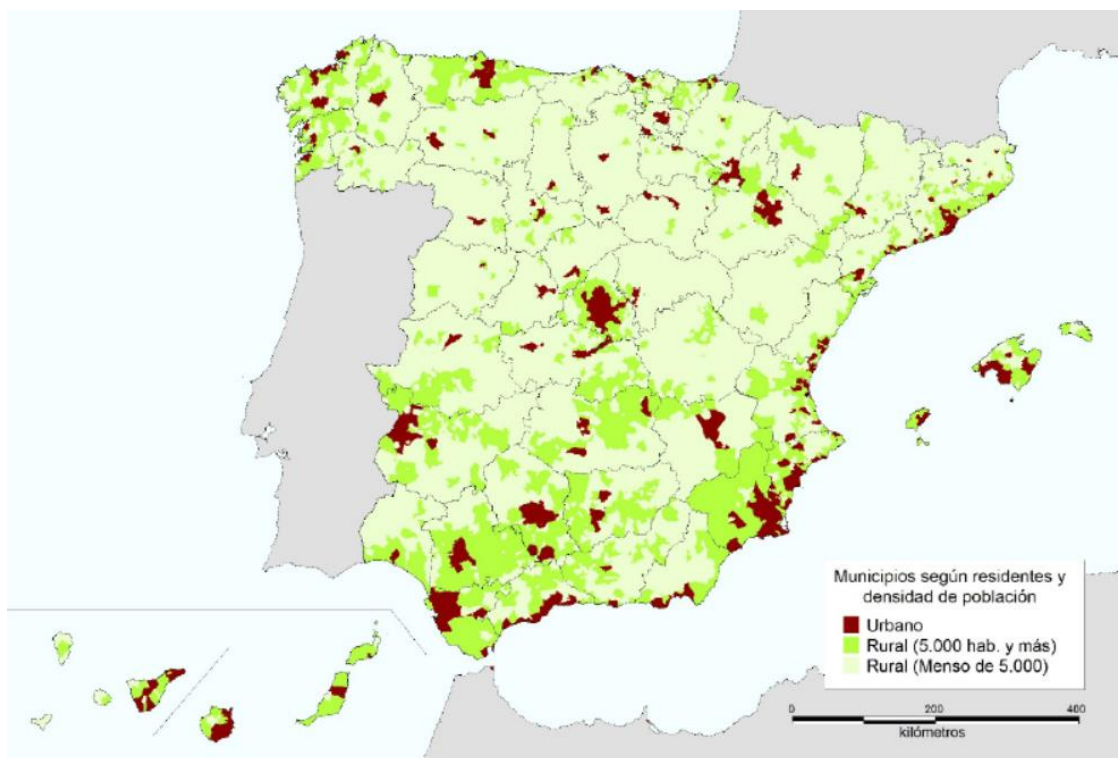 Municipios según residentes y
densidad de población
Urbano
Rural (5.000 hab. y más)
Rural (Menso de 5.000)
0 200 400
kilómetros